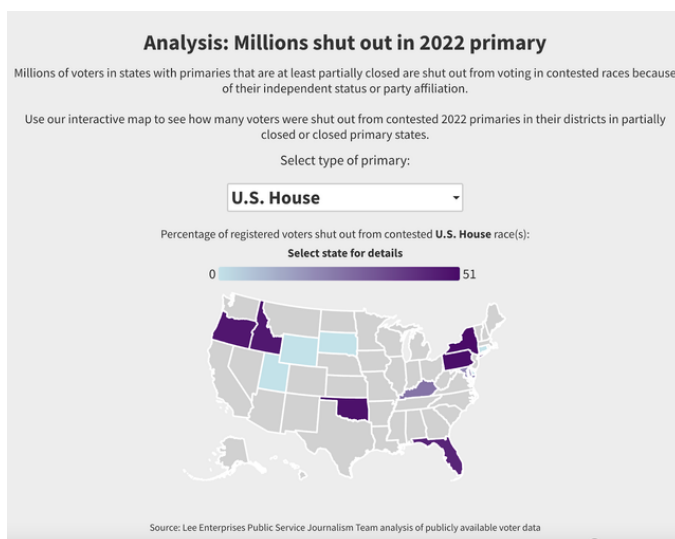 Analysis: Millions shut out in 2022 primary
Millions of voters in states with primaries that are at least partially closed are shut out from voting in contested races because
of their independent status or party affiliation.
Use our interactive map to see how many voters were shut out from contested 2022 primaries in their districts in partially
closed or closed primary states.
Select type of primary:
U.S. House
Percentage of registered voters shut out from contested U.S. House race(s):
Select state for details
0 51
Source: Lee Enterprises Public Service Journalism Team analysis of publicly available voter data